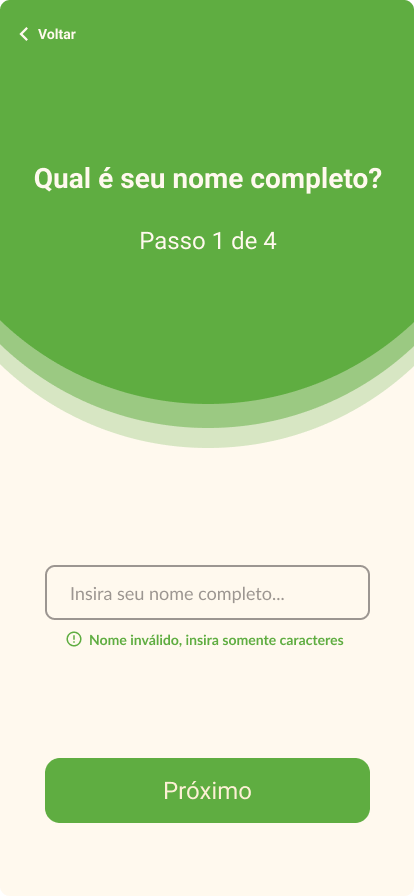 Voltar
Qual é seu nome completo?
Passo 1 de 4
Insira seu nome completo...
Nome inválido, insira somente caracteres
Próximo